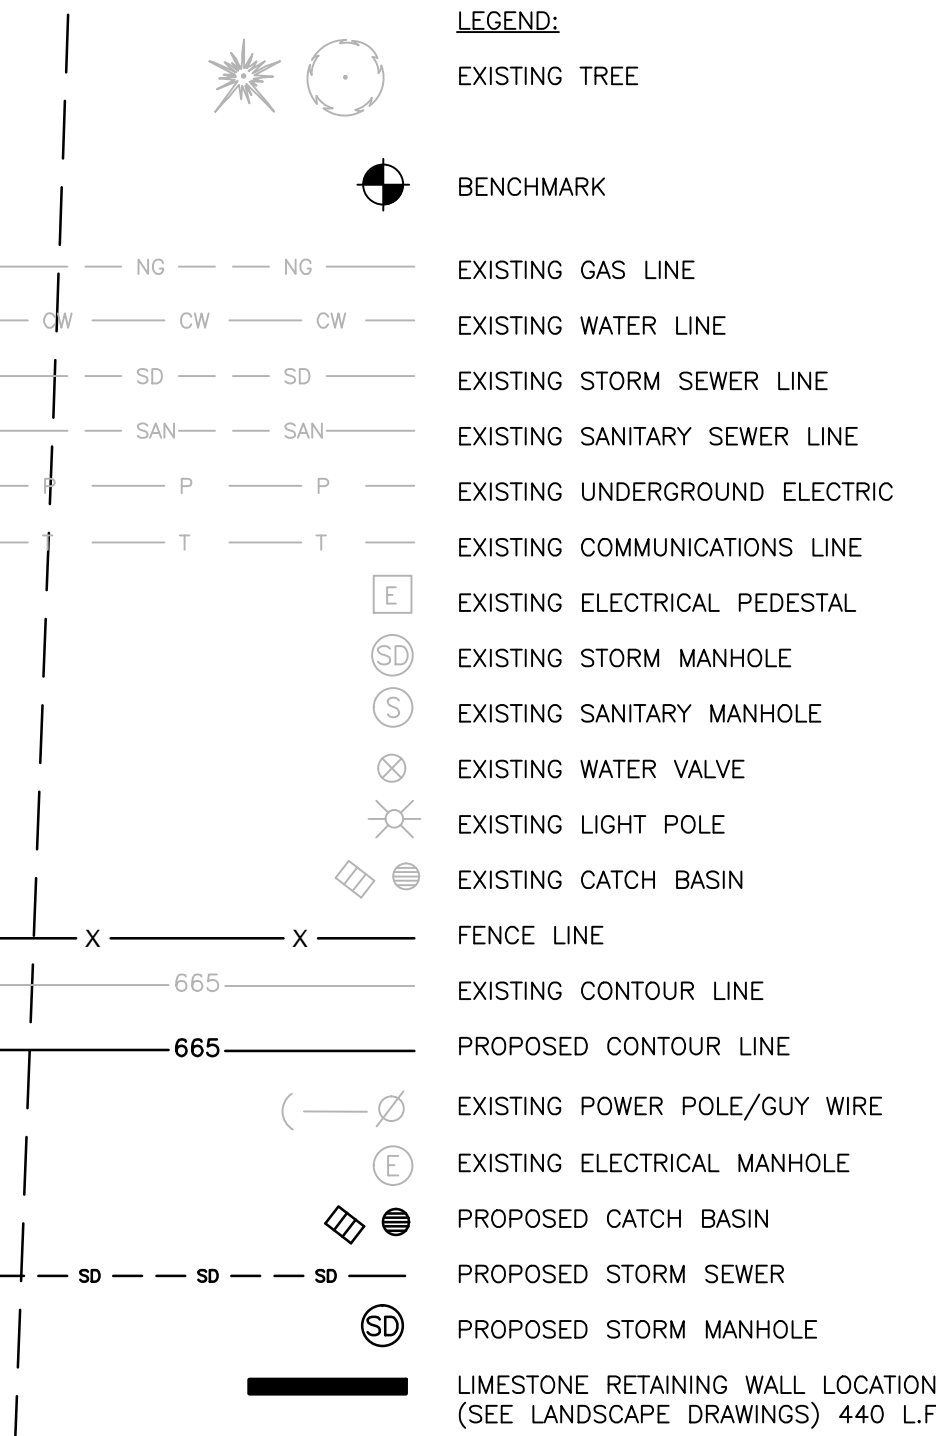 LEGEND:
EXISTING TREE
BENCHMARK
NG NG EXISTING GAS LINE
CW CW CW EXISTING WATER LINE
SD SD EXISTING STORM SEWER LINE
SAN SAN EXISTING SANITARY SEWER LINE
P P P EXISTING UNDERGROUND ELECTRIC
T T T EXISTING COMMUNICATIONS LINE
E EXISTING ELECTRICAL PEDESTAL
SD EXISTING STORM MANHOLE
S EXISTING SANITARY MANHOLE
EXISTING WATER VALVE
EXISTING LIGHT POLE
EXISTING CATCH BASIN
X X FENCE LINE
665 EXISTING CONTOUR LINE
665 PROPOSED CONTOUR LINE
EXISTING POWER POLE/GUY WIRE
E EXISTING ELECTRICAL MANHOLE
PROPOSED CATCH BASIN
SD SD SD PROPOSED STORM SEWER
SD PROPOSED STORM MANHOLE
LIMESTONE RETAINING WALL LOCATION
(SEE LANDSCAPE DRAWINGS) 440 L.F